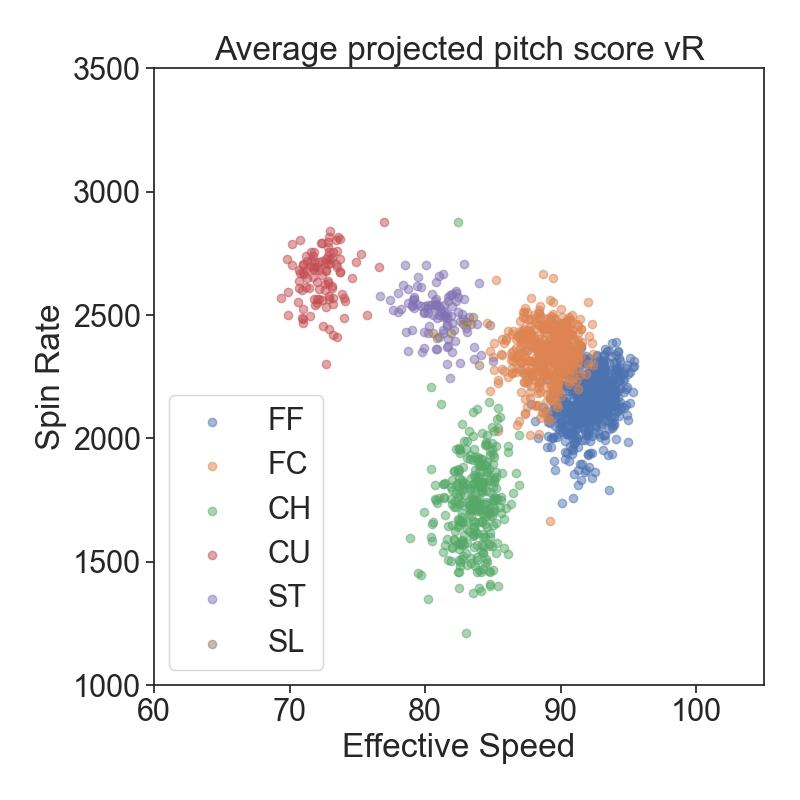 Average projected pitch score vR
3500
3000
2500
2000
1500
1000
Spin Rate
FF
FC
CH
CU
ST
SL
60 70 80 90 100
Effective Speed